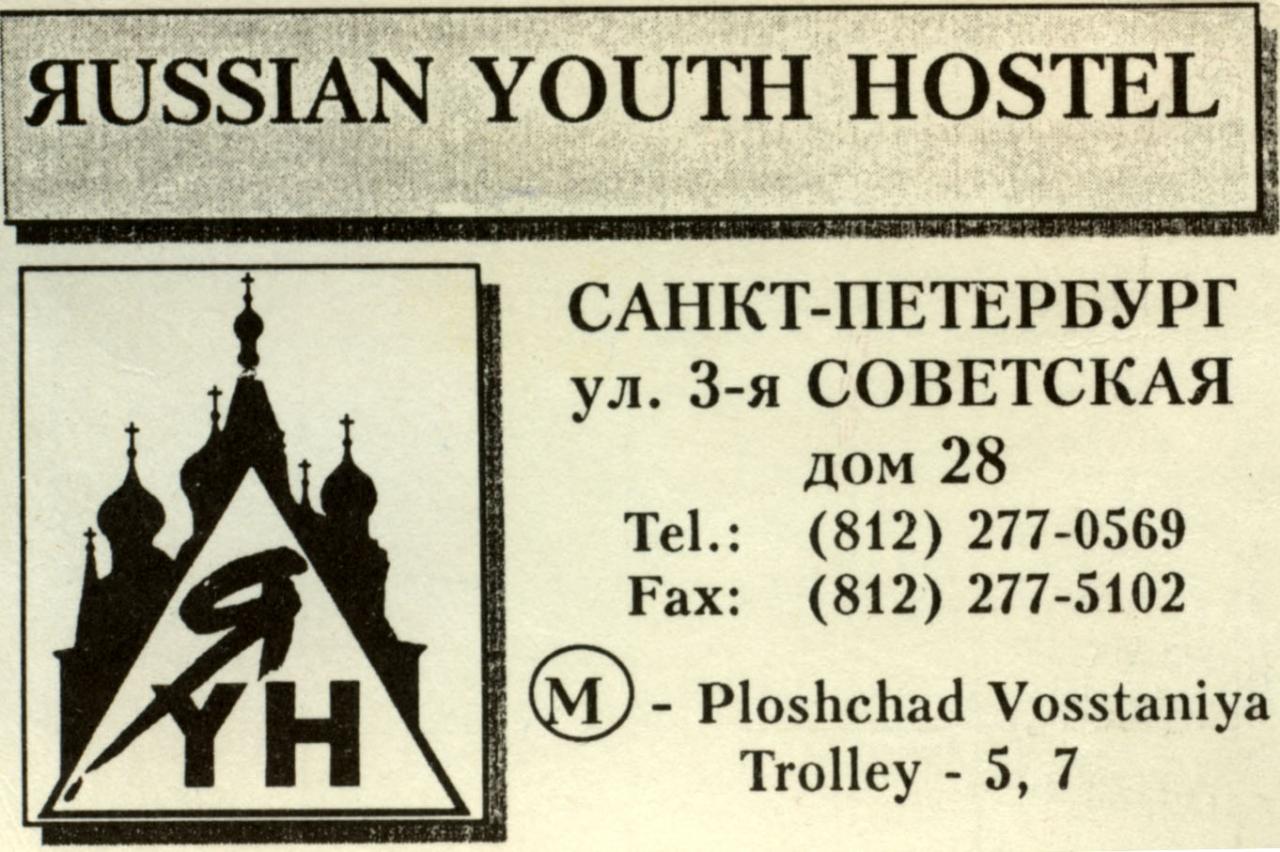 ЯUSSIAN YOUTH HOSTEL
САНКТ-ПЕТЕРБУРГ
ул. 3-я СОВЕТСКАЯ
дом 28
Tel.: (812) 277-0569
Fax: (812) 277-5102
M - Ploshchad Vosstaniya
Trolley - 5, 7
Я
YH